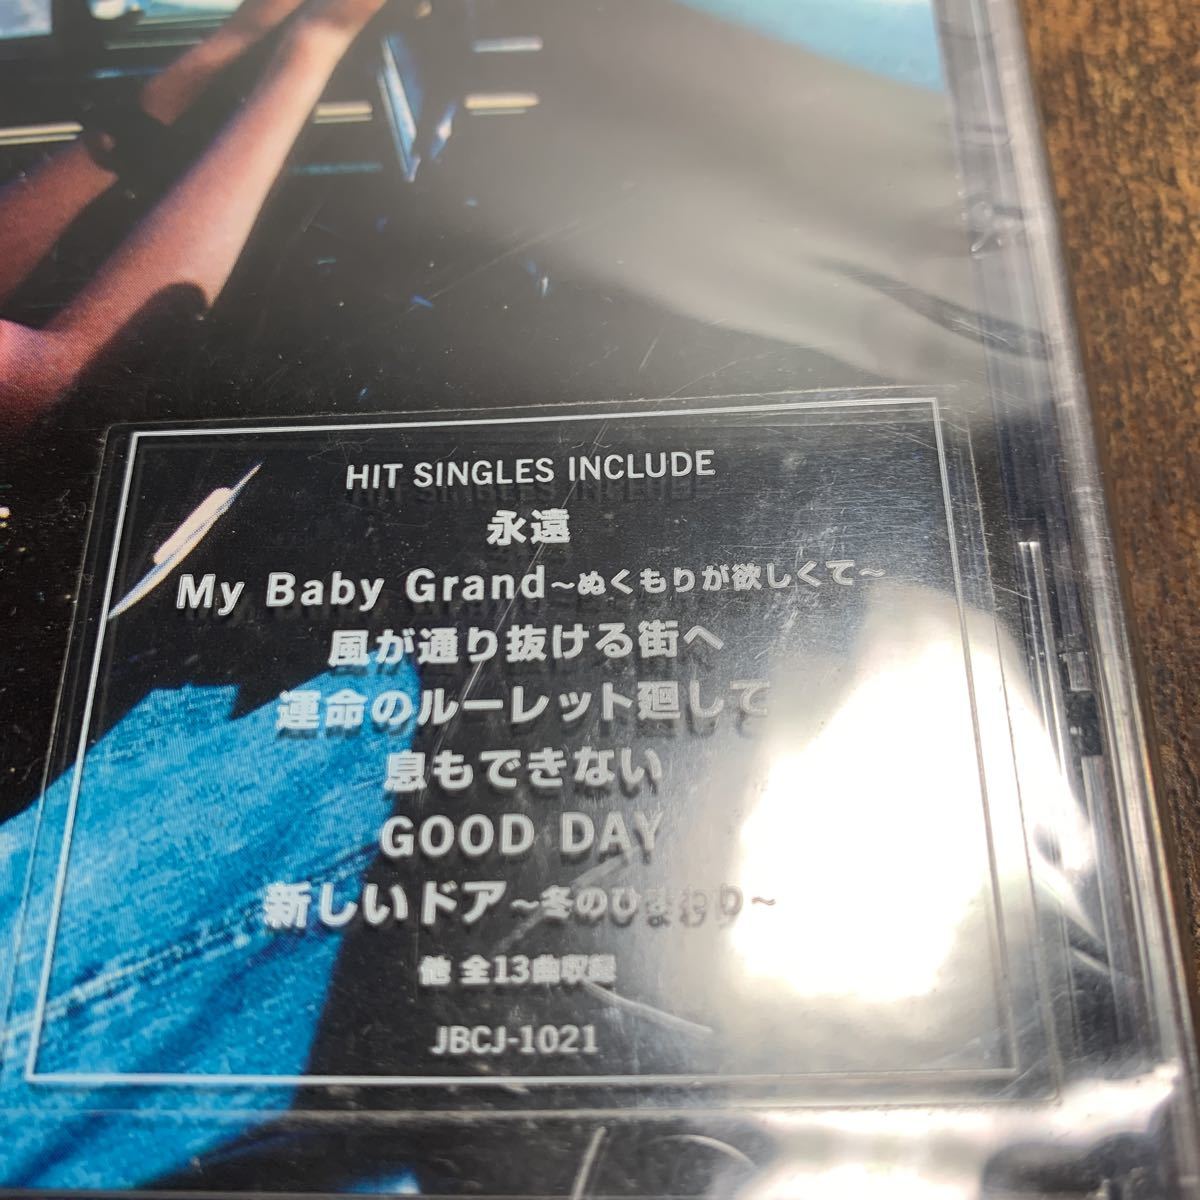 HIT SINGLES INCLUDE
永遠
My Baby Grand～ぬくもりが欲しくて～
風が通り抜ける街へ
運命のルーレット廻して
息もできない
GOOD DAY
新しいドア～冬のひまわり～
他 全13曲収録
JBCJ-1021